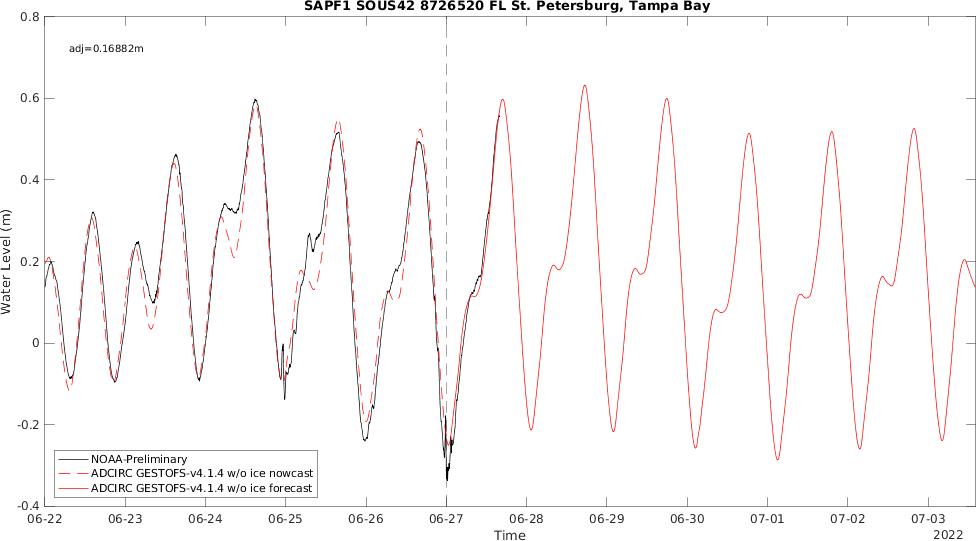 SAPF1 SOUS42 8726520 FL St. Petersburg, Tampa Bay
adj=0.16882m
Water Level (m)
0.8
0.6
0.4
0.2
0
-0.2
-0.4
NOAA-Preliminary
ADCIRC GESTOFS-v4.1.4 w/o ice nowcast
ADCIRC GESTOFS-v4.1.4 w/o ice forecast
06-22 06-23 06-24 06-25 06-26 06-27 06-28 06-29 06-30 07-01 07-02 07-03
Time
2022